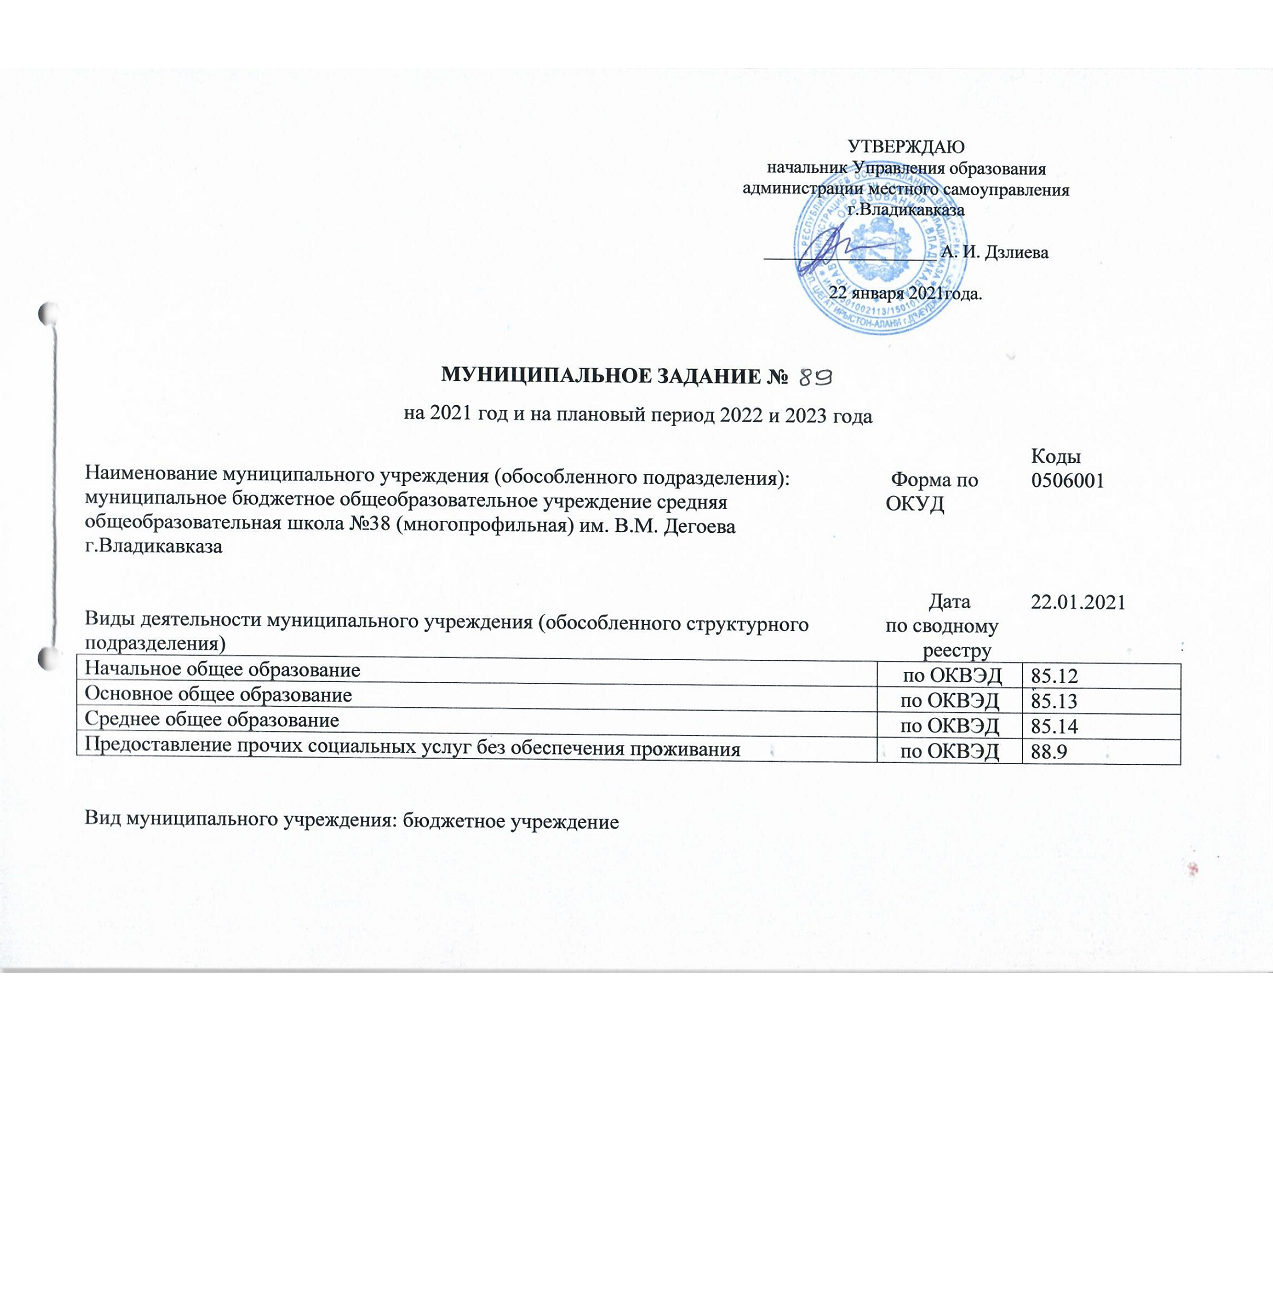 УТВЕРЖДАЮ
начальник Управления образования
администрации местного самоуправления
г.Владикавказа
А. И. Дзлиева
22 января 2021года.
МУНИЦИПАЛЬНОЕ ЗАДАНИЕ № 89
на 2021 год и на плановый период 2022 и 2023 года
Коды
Наименование муниципального учреждения (обособленного подразделения): Форма по 0506001
муниципальное бюджетное общеобразовательное учреждение средняя ОКУД
общеобразовательная школа №38 (многопрофильная) им. В.М. Дегоева
г.Владикавказа
Дата 22.01.2021
Виды деятельности муниципального учреждения (обособленного структурного по сводному
подразделения) реестру
Начальное общее образование по ОКВЭД 85.12
Основное общее образование по ОКВЭД 85.13
Среднее общее образование по ОКВЭД 85.14
Предоставление прочих социальных услуг без обеспечения проживания по ОКВЭД 88.9
Вид муниципального учреждения: бюджетное учреждение